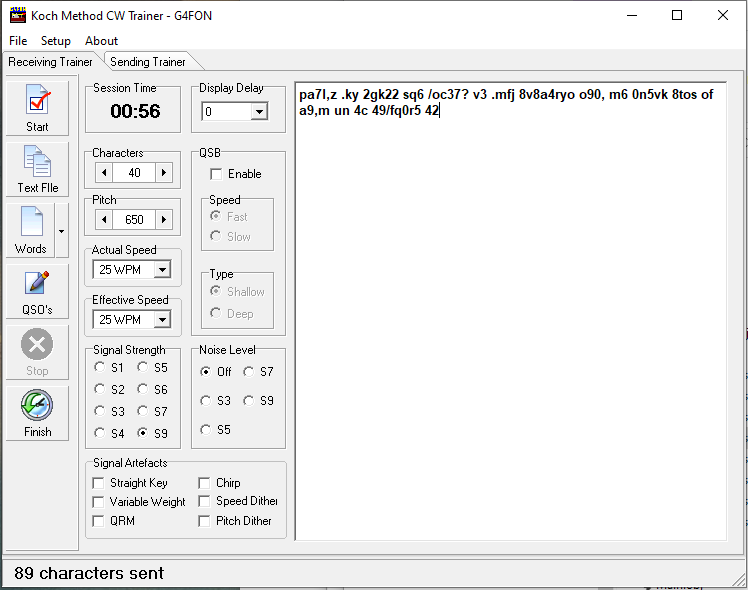 Koch Method CW Trainer - G4FON
File Setup About
Receiving Trainer Sending Trainer
Start
Text FIle
Words
QSO's
Stop
Finish
Session Time
00:56
Display Delay
0
Characters
40
Pitch
650
Actual Speed
25 WPM
Effective Speed
25 WPM
QSB
Enable
Speed
Fast
Slow
Type
Shallow
Deep
Signal Strength
S1 S5
S2 S6
S3 S7
S4 S9
Noise Level
Off S7
S3 S9
S5
Signal Artefacts
Straight Key Chirp
Variable Weight Speed Dither
QRM Pitch Dither
pa7l,z .ky 2gk22 sq6 /oc37? v3 .mfj 8v8a4ryo o90, m6 0n5vk 8tos of
a9,m un 4c 49/fq0r5 42
89 characters sent